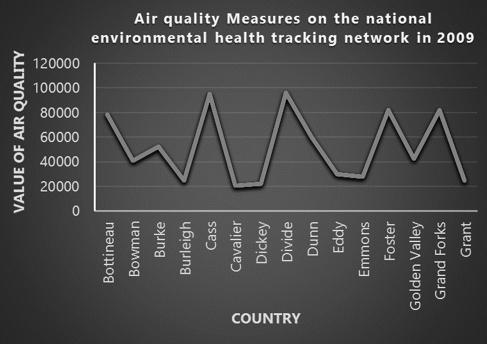 Air quality Measures on the national
environmental health tracking network in 2009
VALUE OF AIR QUALITY
120000
100000
80000
60000
40000
20000
0
Bottineau
Bowman
Burke
Burleigh
Cass
Cavalier
Dickey
Divide
Dunn
Eddy
Emmons
Foster
Golden Valley
Grand Forks
Grant
COUNTRY